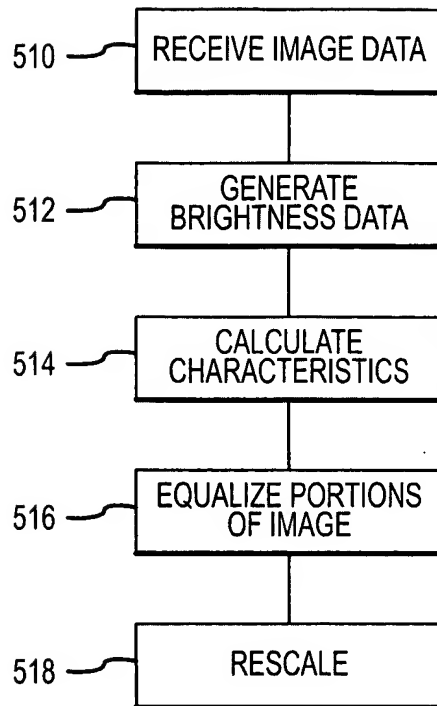 510 RECEIVE IMAGE DATA
512 GENERATE
BRIGHTNESS DATA
514 CALCULATE
CHARACTERISTICS
516 EQUALIZE PORTIONS
OF IMAGE
518 RESCALE